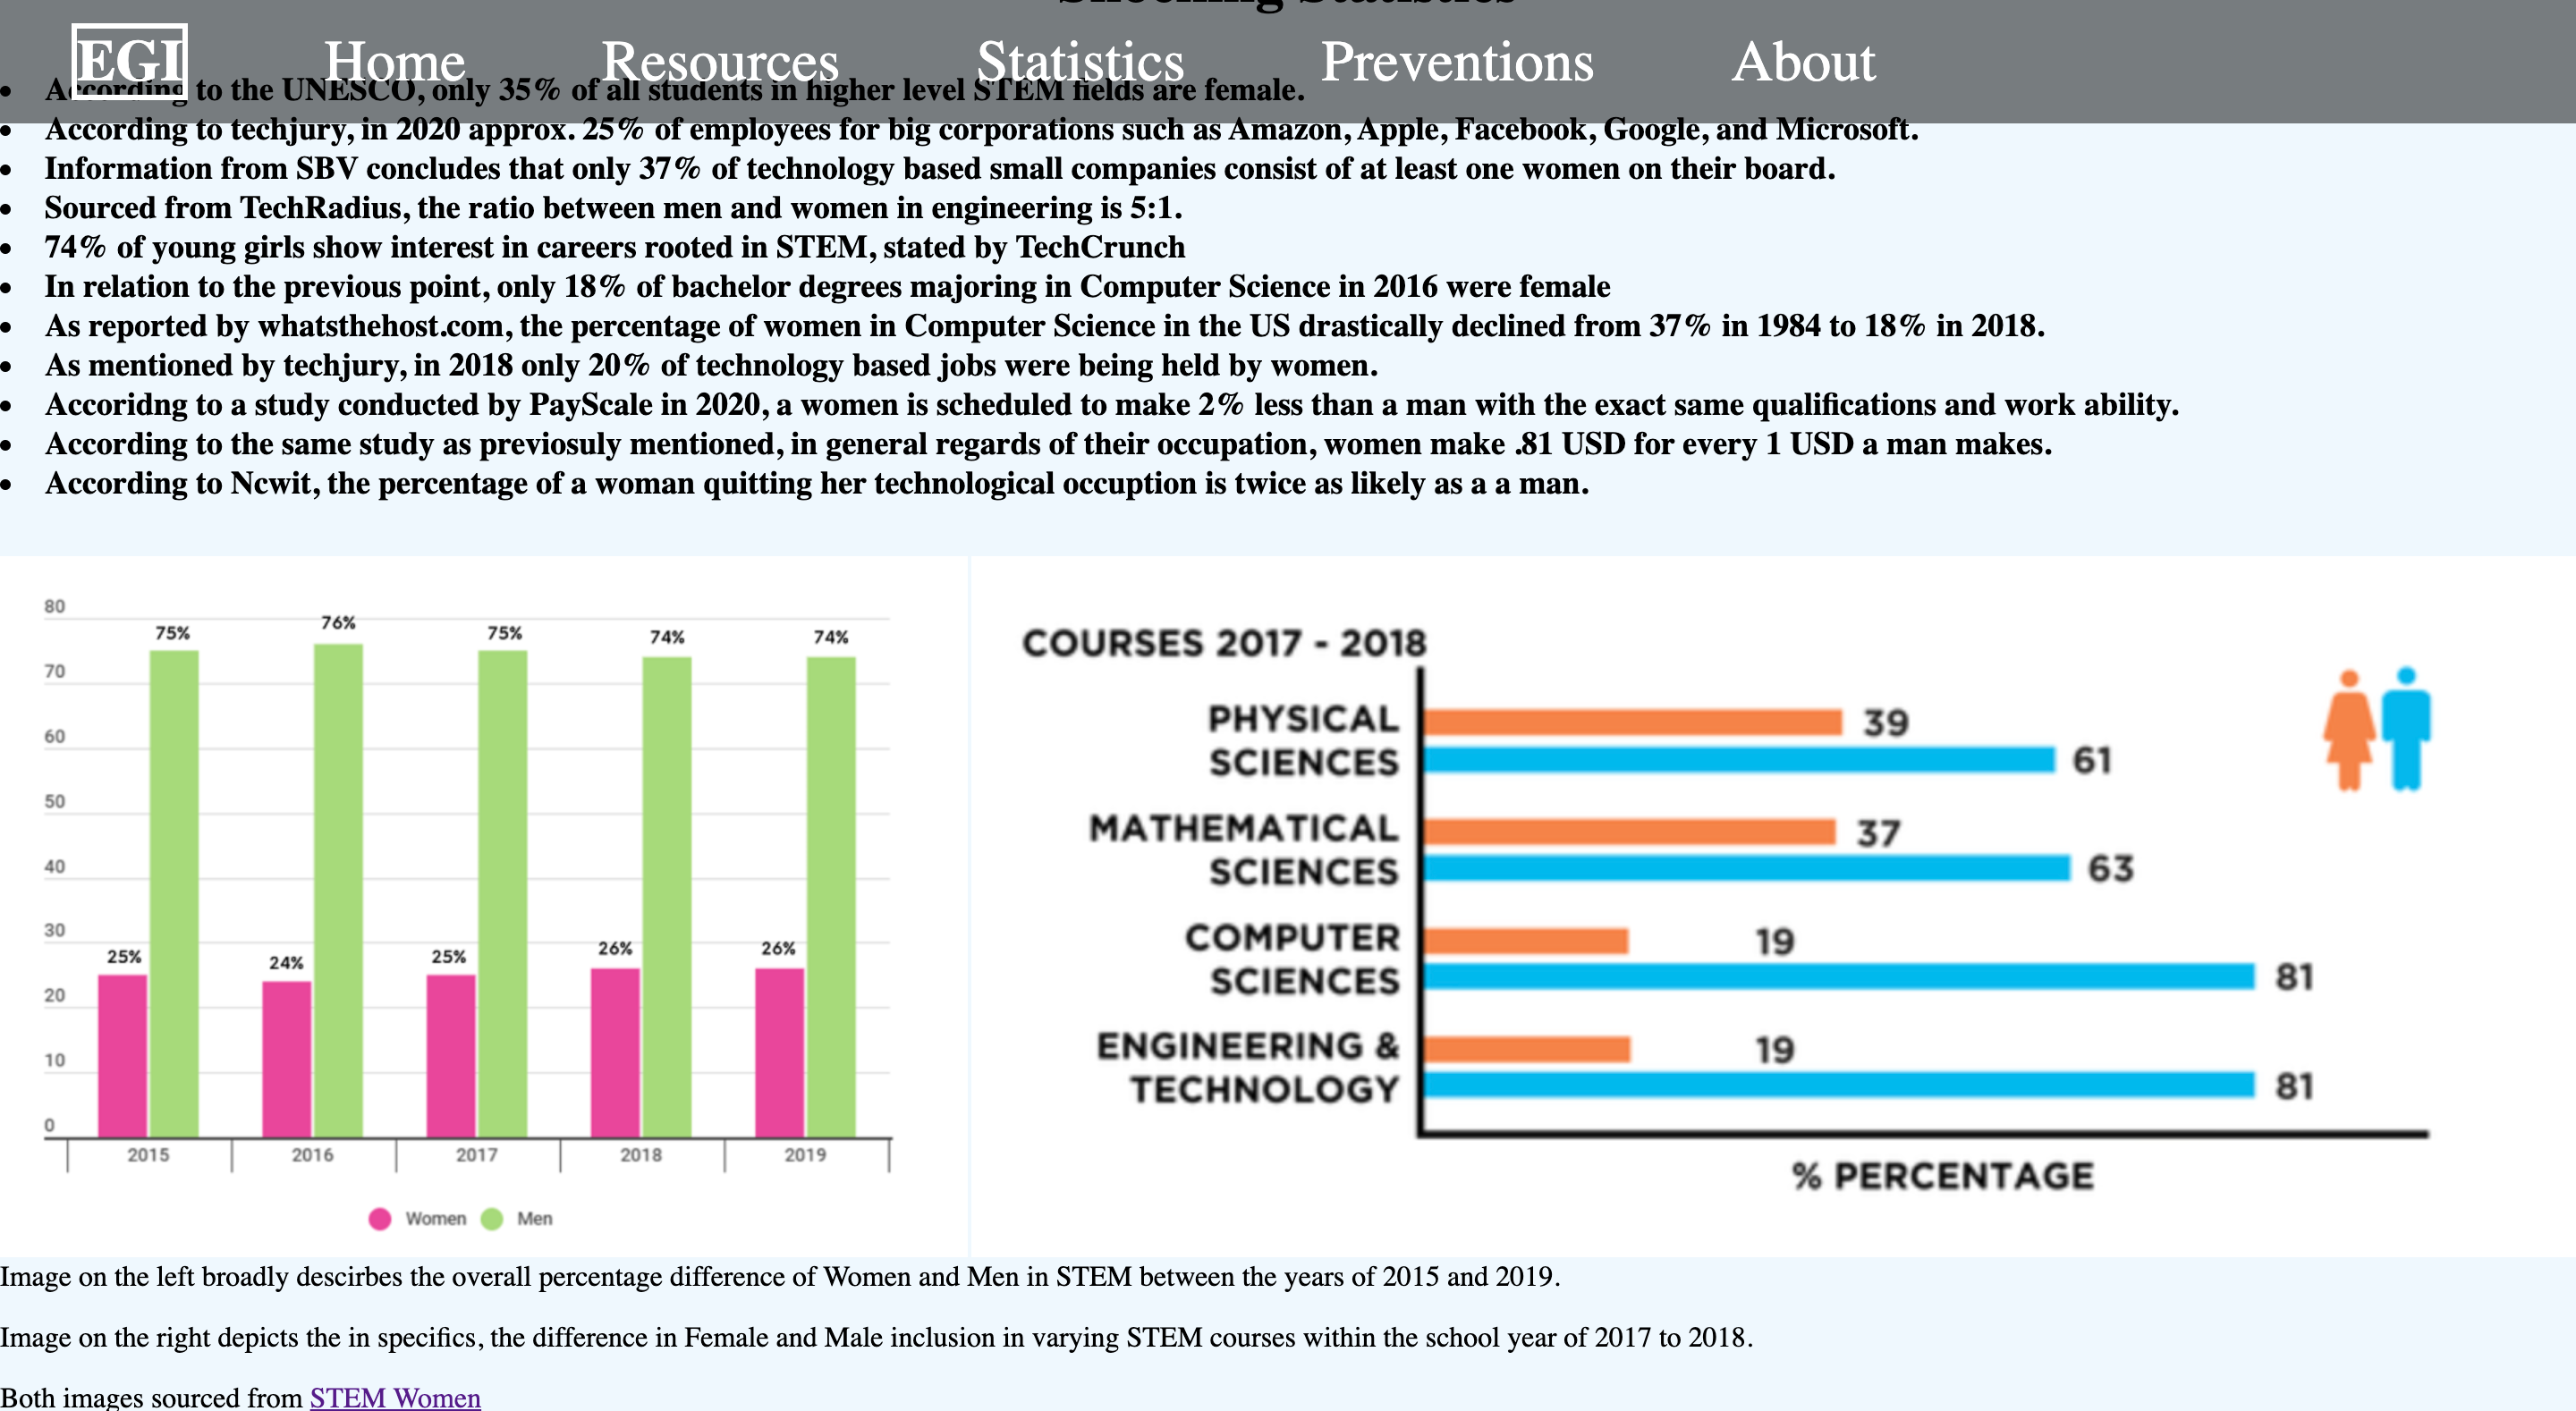 Shocking Statistics
EGI Home Resources Statistics Preventions About
• According to the UNESCO, only 35% of all students in higher level STEM fields are female.
• According to techjury, in 2020 approx. 25% of employees for big corporations such as Amazon, Apple, Facebook, Google, and Microsoft.
• Information from SBV concludes that only 37% of technology based small companies consist of at least one women on their board.
• Sourced from TechRadius, the ratio between men and women in engineering is 5:1.
• 74% of young girls show interest in careers rooted in STEM, stated by TechCrunch
• In relation to the previous point, only 18% of bachelor degrees majoring in Computer Science in 2016 were female
• As reported by whatsthehost.com, the percentage of women in Computer Science in the US drastically declined from 37% in 1984 to 18% in 2018.
• As mentioned by techjury, in 2018 only 20% of technology based jobs were being held by women.
• Accoridng to a study conducted by PayScale in 2020, a women is scheduled to make 2% less than a man with the exact same qualifications and work ability.
• According to the same study as previosuly mentioned, in general regards of their occupation, women make .81 USD for every 1 USD a man makes.
• According to Ncwit, the percentage of a woman quitting her technological occuption is twice as likely as a a man.
80
75% 76% 75% 74% 74%
70
60
50
40
30
25% 24% 25% 26% 26%
20
10
0
2015 2016 2017 2018 2019
Women Men
COURSES 2017 - 2018
PHYSICAL 39
SCIENCES 61
MATHEMATICAL 37
SCIENCES 63
COMPUTER 19
SCIENCES 81
ENGINEERING & 19
TECHNOLOGY 81
% PERCENTAGE
Image on the left broadly descirbes the overall percentage difference of Women and Men in STEM between the years of 2015 and 2019.
Image on the right depicts the in specifics, the difference in Female and Male inclusion in varying STEM courses within the school year of 2017 to 2018.
Both images sourced from STEM Women